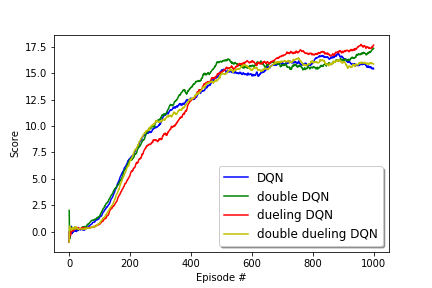 17.5
15.0
12.5
10.0
7.5
5.0
2.5
0.0
Score
DQN
double DQN
dueling DQN
double dueling DQN
0 200 400 600 800 1000
Episode #